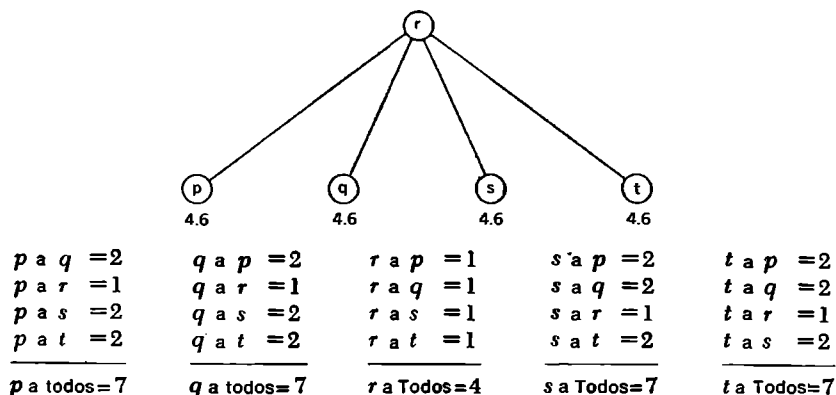 r
p q s t
4.6 4.6 4.6 4.6
p a q = 2 q a p = 2 r a p = 1 s a p = 2 t a p = 2
p a r = 1 q a r = 1 r a q = 1 s a q = 2 t a q = 2
p a s = 2 q a s = 2 r a s = 1 s a r = 1 t a r = 1
p a t = 2 q a t = 2 r a t = 1 s a t = 2 t a s = 2
p a todos= 7 q a todos= 7 r a Todos= 4 s a Todos= 7 t a Todos= 7